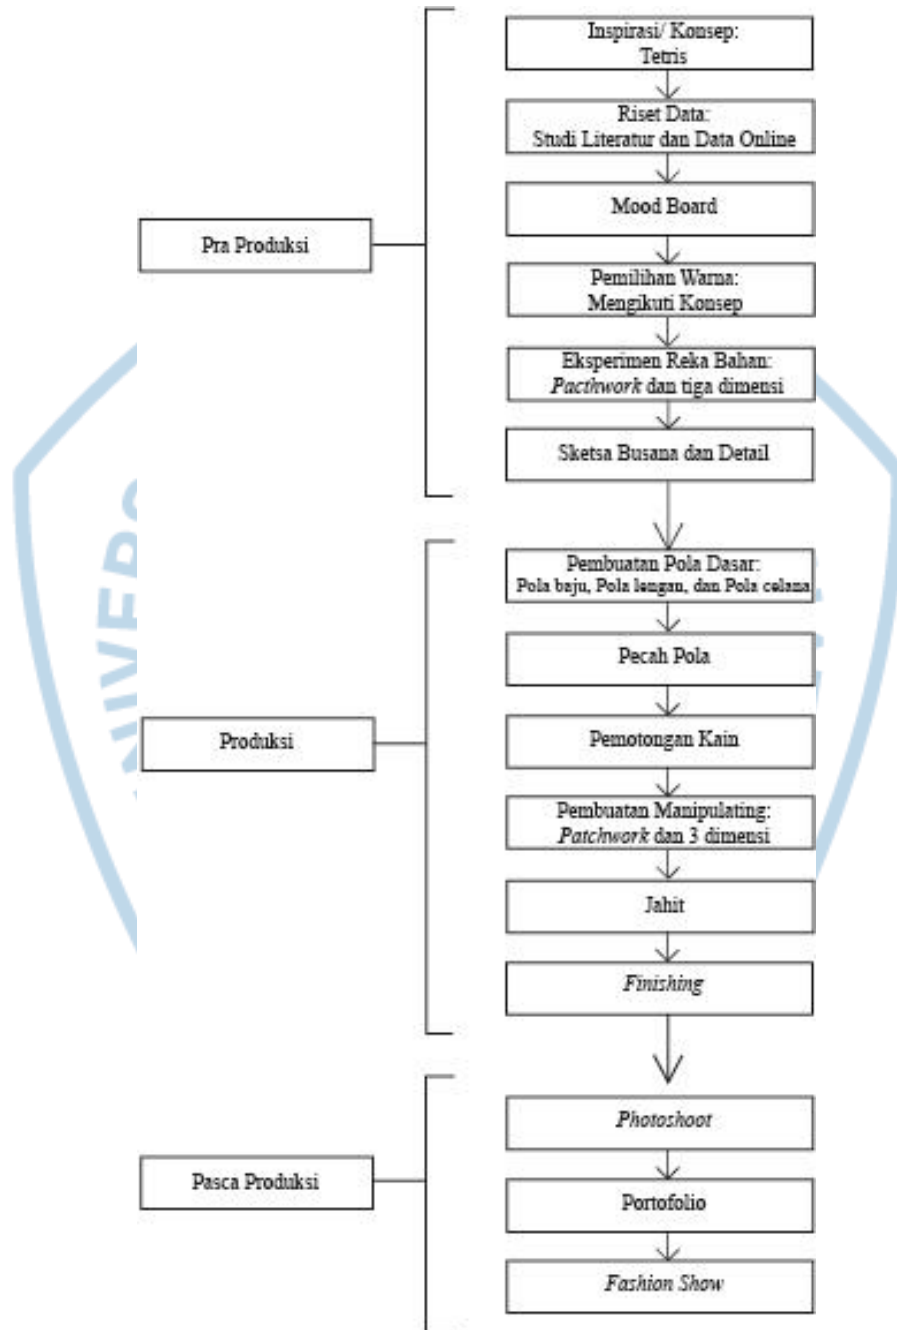 Inspirasi/ Konsep:
Tetris
Riset Data:
Studi Literatur dan Data Online
Mood Board
Pra Produksi
Pemilihan Warna:
Mengikuti Konsep
Eksperimen Reka Bahan:
Pacthwork dan tiga dimensi
Sketsa Busana dan Detail
Pembuatan Pola Dasar:
Pola baju, Pola lengan, dan Pola celana
Pecah Pola
Produksi
Pemotongan Kain
Pembuatan Manipulating:
Patchwork dan 3 dimensi
Jahit
Finishing
Photoshoot
Pasca Produksi
Portofolio
Fashion Show